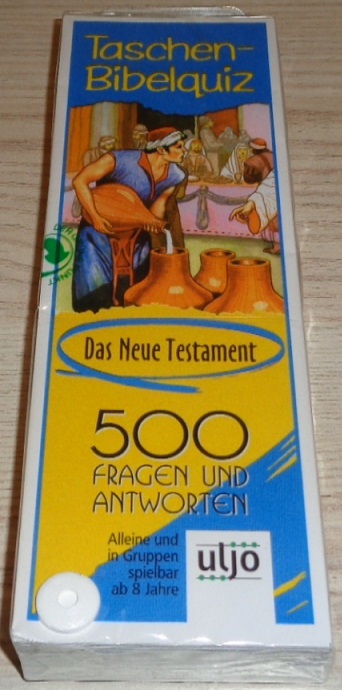 Taschen-
Bibelquiz
Das Neue Testament
500
FRAGEN UND
ANTWORTEN
Alleine und
in Gruppen
spielbar
ab 8 Jahre
uljo